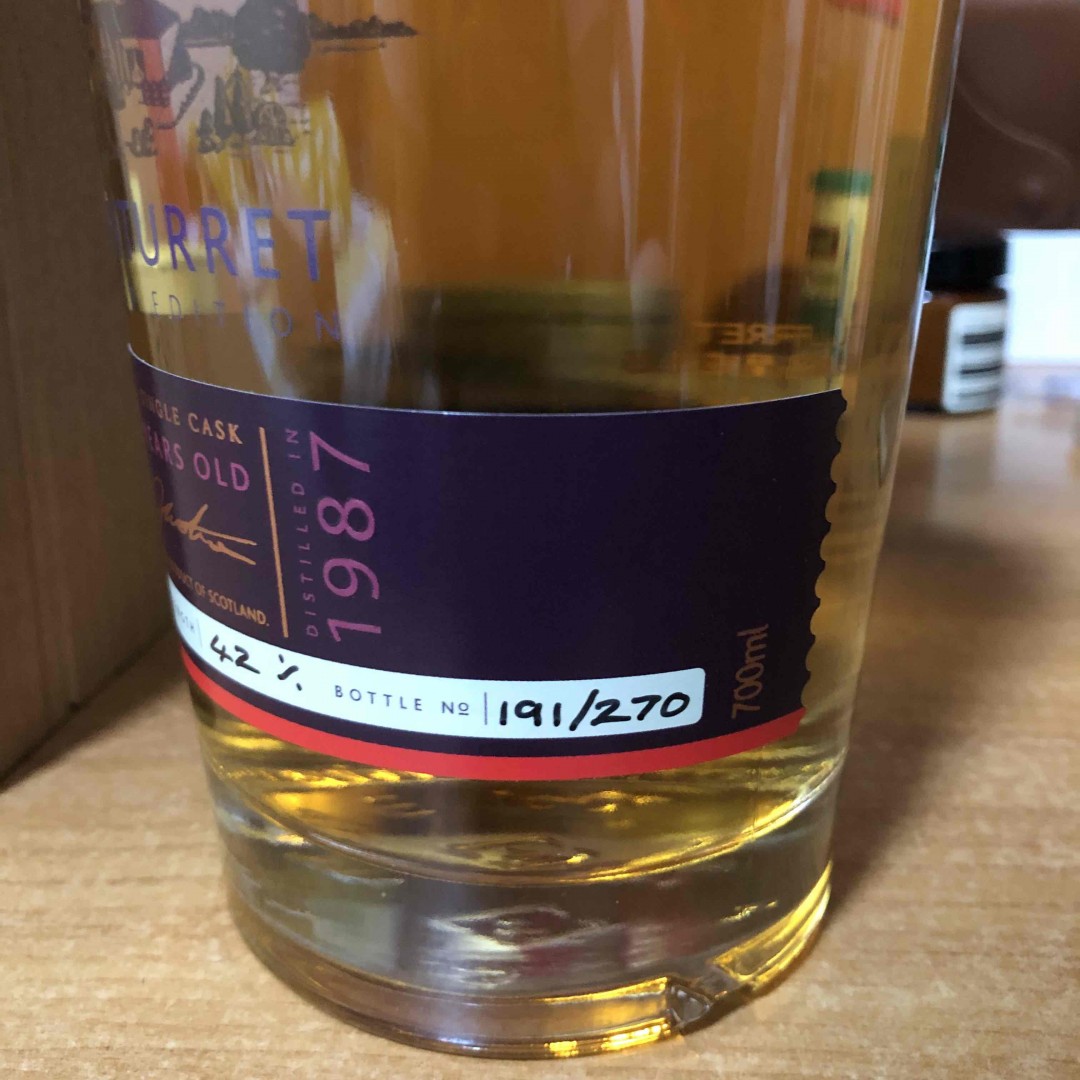 TURRET
EDITION
SINGLE CASK
YEARS OLD
PRODUCT OF SCOTLAND.
DISTILLED IN
1987
42 %
BOTTLE Nº
191/270
700ml